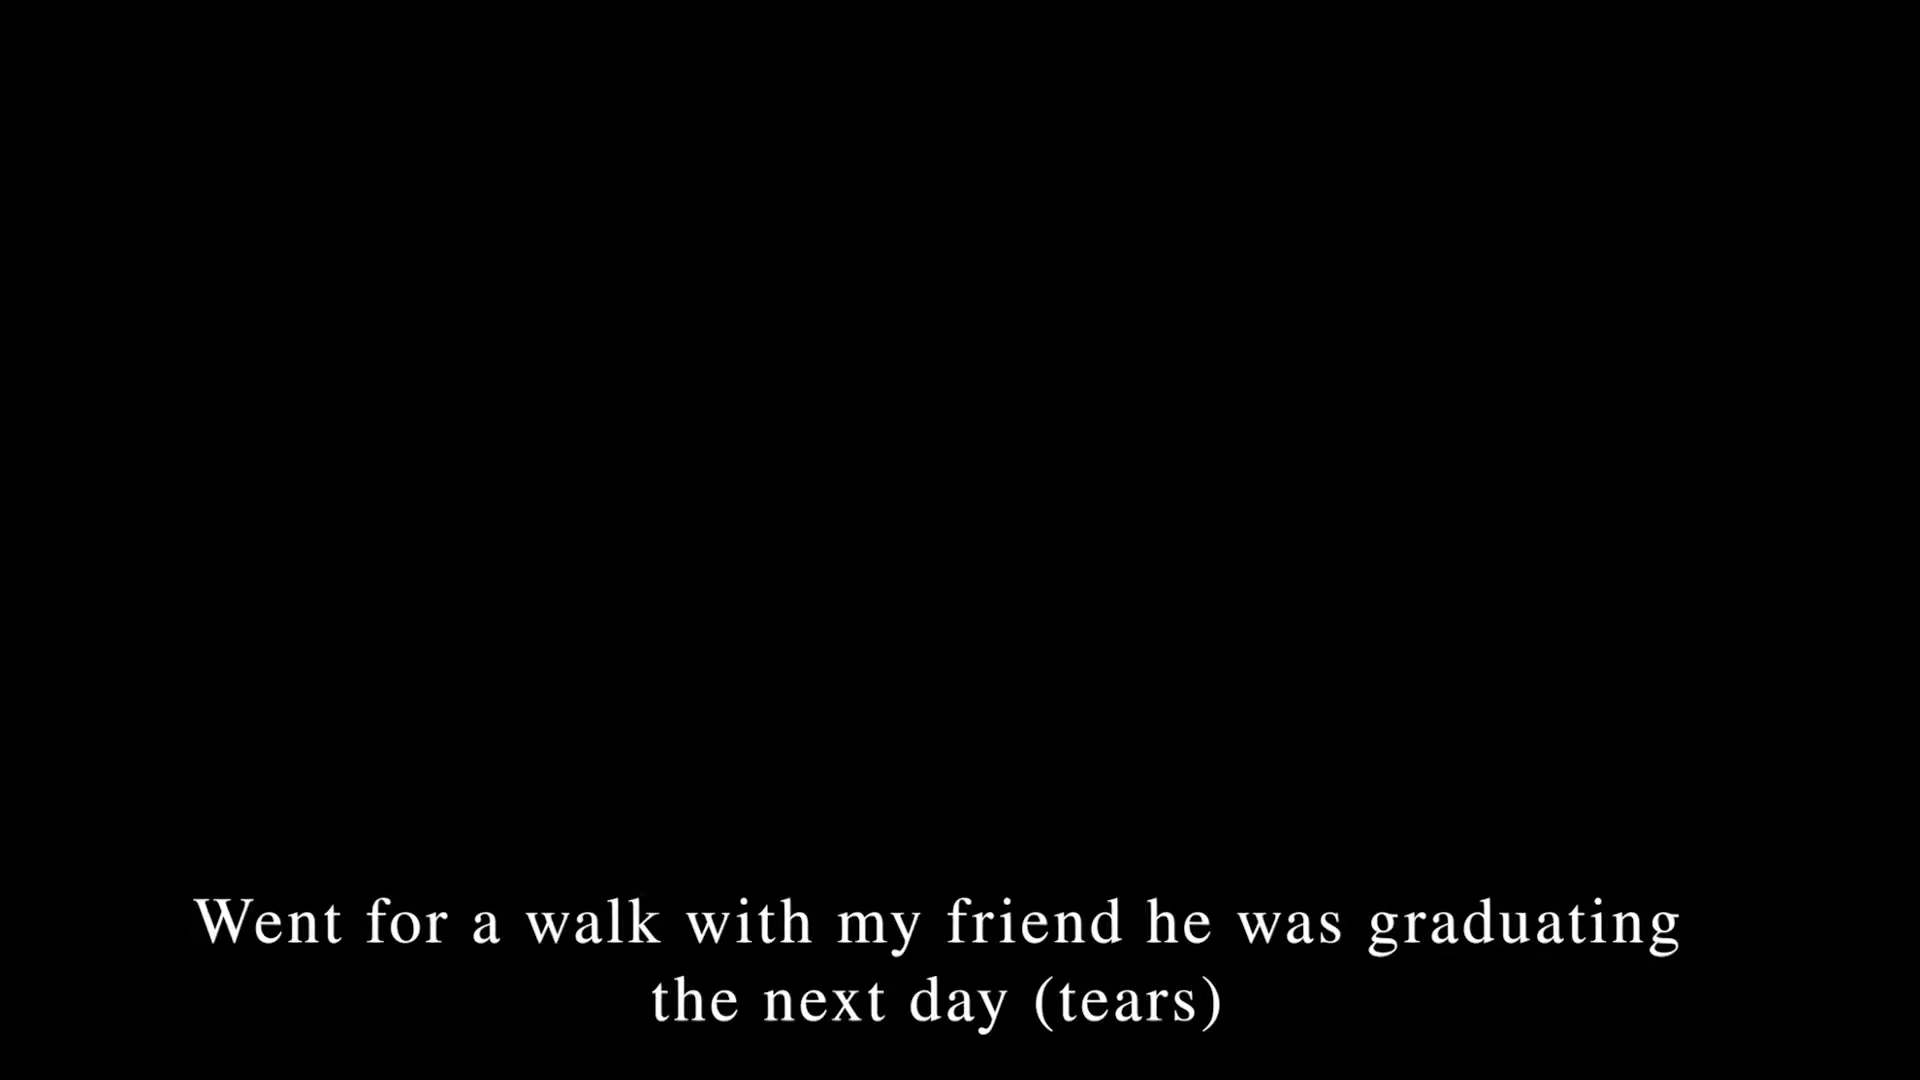 Went for a walk with my friend he was graduating
the next day (tears)